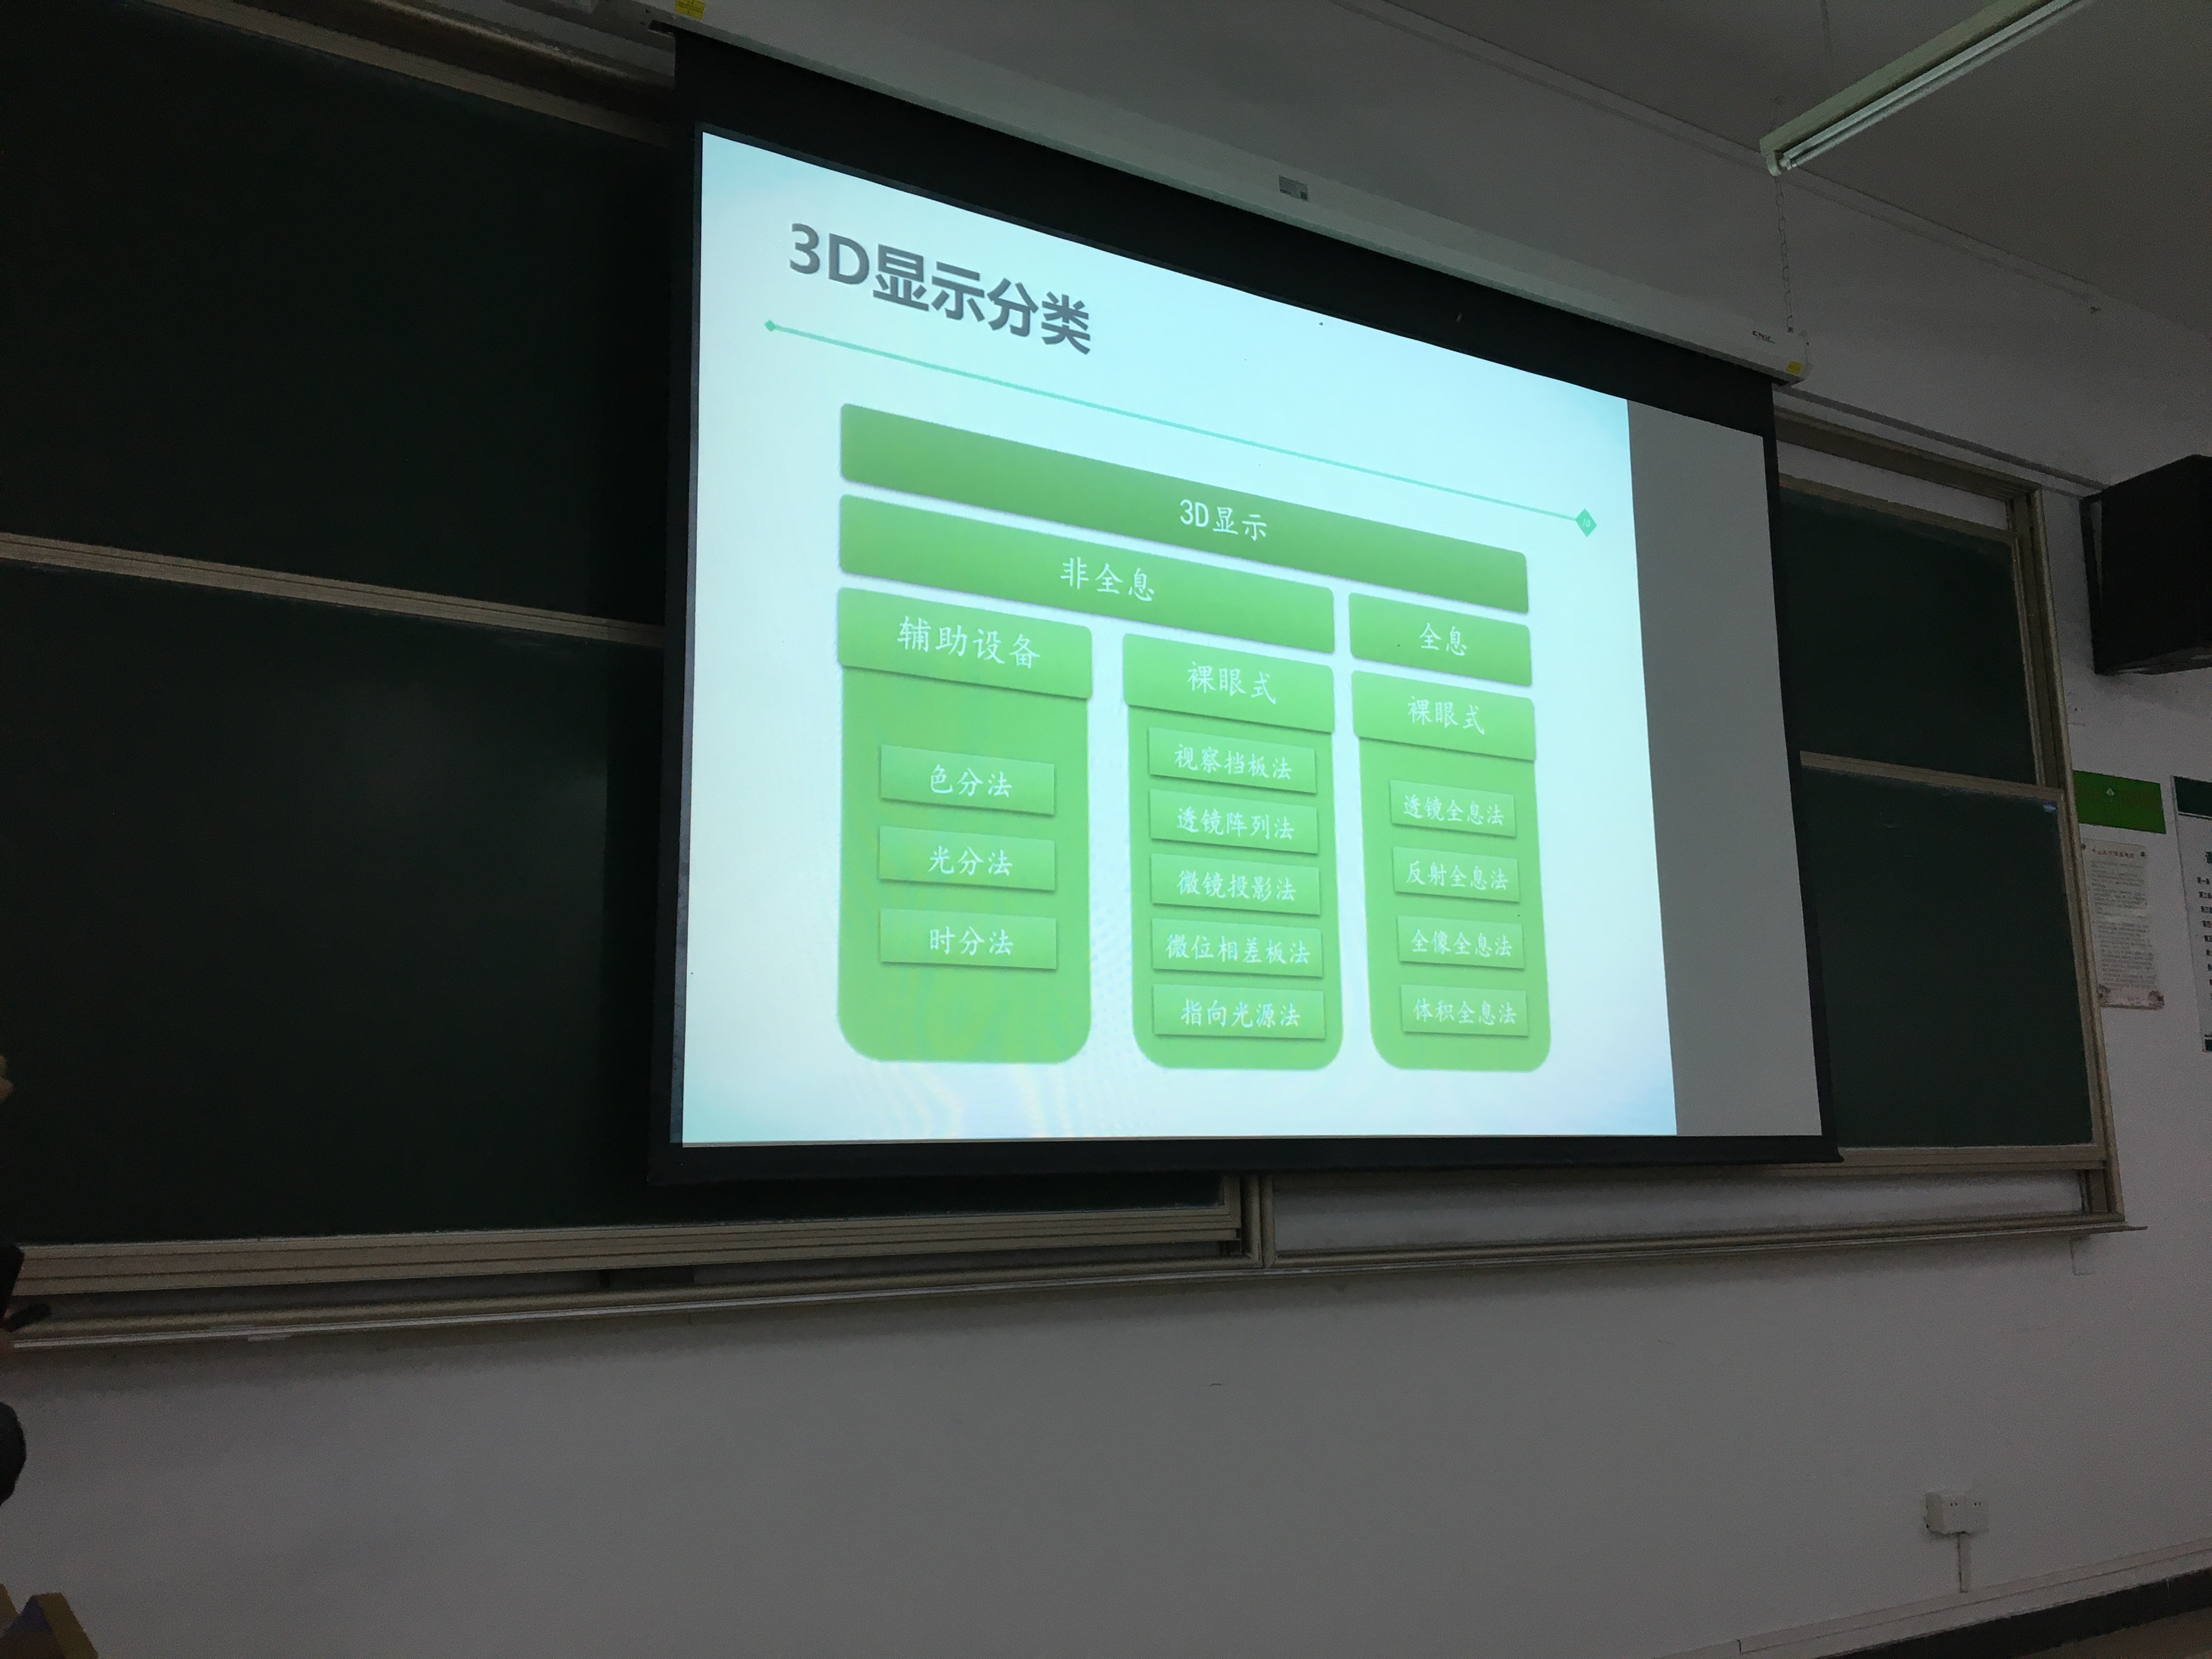 3D显示分类
10
3D显示
非全息
全息
辅助设备
裸眼式
裸眼式
色分法
光分法
时分法
视察挡板法
透镜阵列法
微镜投影法
微位相差板法
指向光源法
透镜全息法
反射全息法
全像全息法
体积全息法